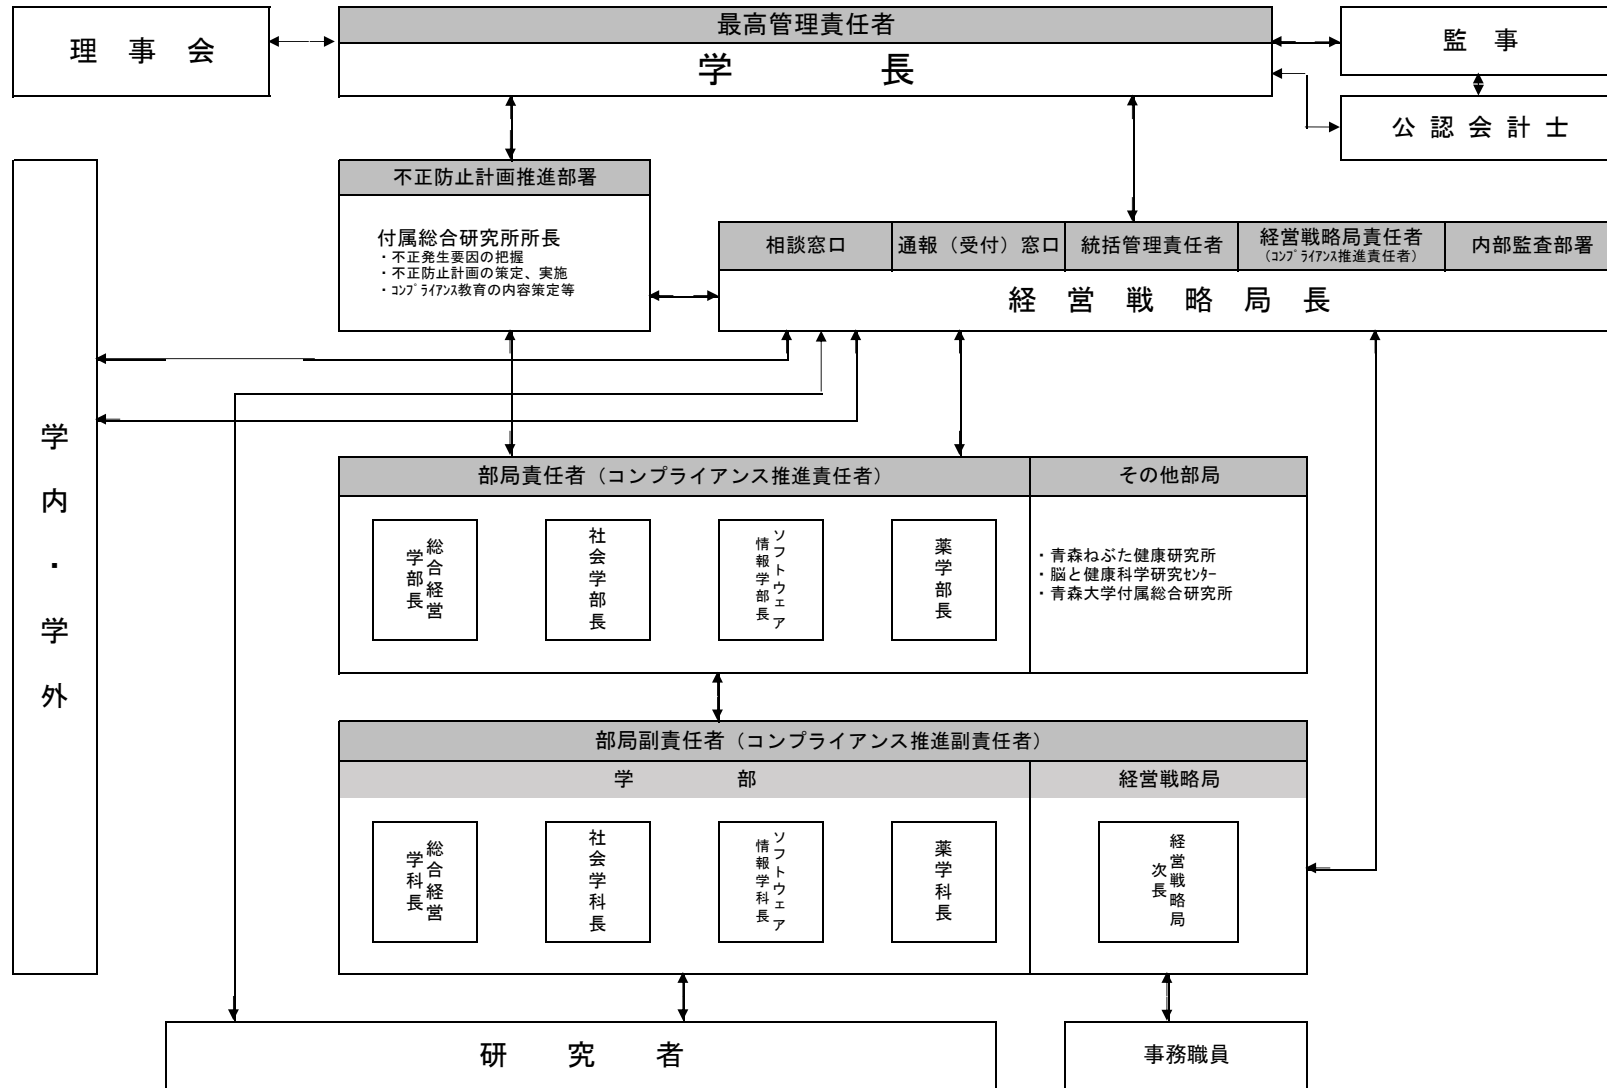 理事会
最高管理責任者
学長
監事
公認会計士
不正防止計画推進部署
付属総合研究所所長
・不正発生要因の把握
・不正防止計画の策定、実施
・ｺﾝﾌﾟﾗｲｱﾝｽ教育の内容策定等
相談窓口
通報（受付）窓口
統括管理責任者
経営戦略局責任者
（ｺﾝﾌﾟﾗｲｱﾝｽ推進責任者）
内部監査部署
経営戦略局長
学内・学外
部局責任者（コンプライアンス推進責任者）
その他部局
総合経営
学部長
社会学部長
ソフトウェア
情報学部長
薬学部長
・青森ねぶた健康研究所
・脳と健康科学研究ｾﾝﾀｰ
・青森大学付属総合研究所
部局副責任者（コンプライアンス推進副責任者）
学部
経営戦略局
総合経営
学科長
社会学科長
ソフトウェア
情報学科長
薬学科長
経営戦略局
次長
研究者
事務職員